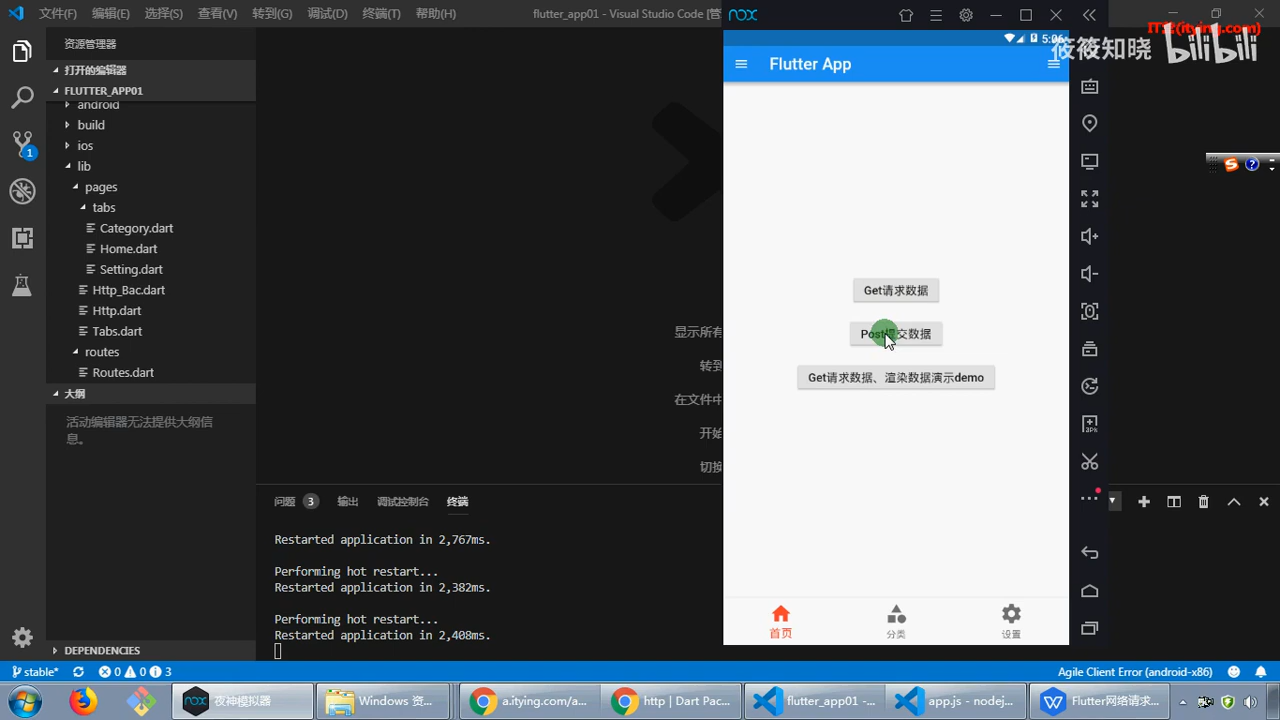 文件(F) 编辑(E) 选择(S) 查看(V) 转到(G) 调试(D) 终端(T) 帮助(H)
flutter_app01 - Visual Studio Code [管
资源管理器
打开的编辑器
FLUTTER_APP01
android
build
ios
lib
pages
tabs
Category.dart
Home.dart
Setting.dart
Http_Bac.dart
Http.dart
Tabs.dart
routes
Routes.dart
大纲
活动编辑器无法提供大纲信
息。
DEPENDENCIES
显示所有
转到
在文件中
开始
切换
问题 3 输出 调试控制台 终端
Restarted application in 2,767ms.
Performing hot restart...
Restarted application in 2,382ms.
Performing hot restart...
Restarted application in 2,408ms.
nox
5:06
Flutter App
Get请求数据
Post提交数据
Get请求数据、渲染数据演示demo
首页 分类 设置
(itying.com)
筱筱知晓 bilibili
stable* 0 0 3
Agile Client Error (android-xs86)
夜神模拟器
Windows 资...
a.itying.com/a...
http | Dart Pac...
flutter_app01 -...
app.js - nodej...
Flutter网络请求...